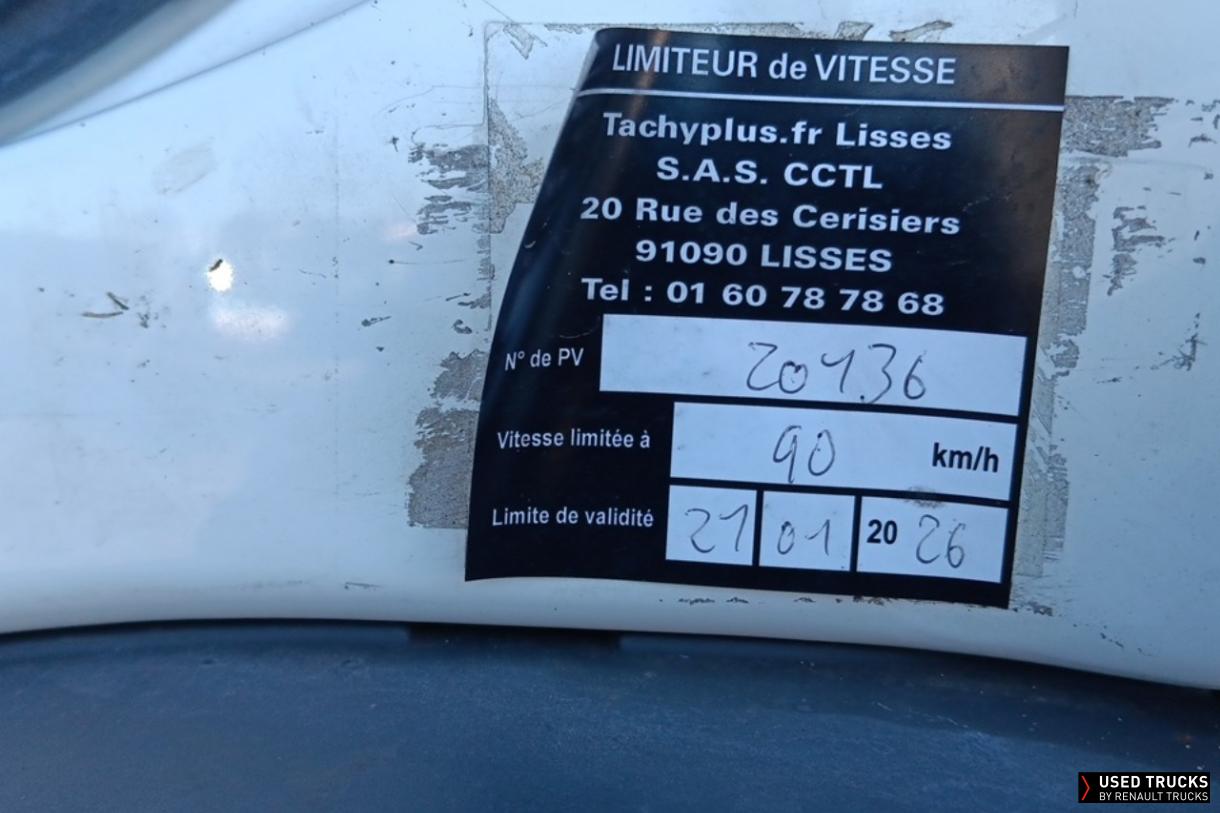 LIMITEUR de VITESSE
Tachyplus.fr Lisses
S.A.S. CCTL
20 Rue des Cerisiers
91090 LISSES
Tel : 01 60 78 78 68
N° de PV 20136
Vitesse limitée à 90 km/h
Limite de validité 21 01 20 26
USED TRUCKS
BY RENAULT TRUCKS